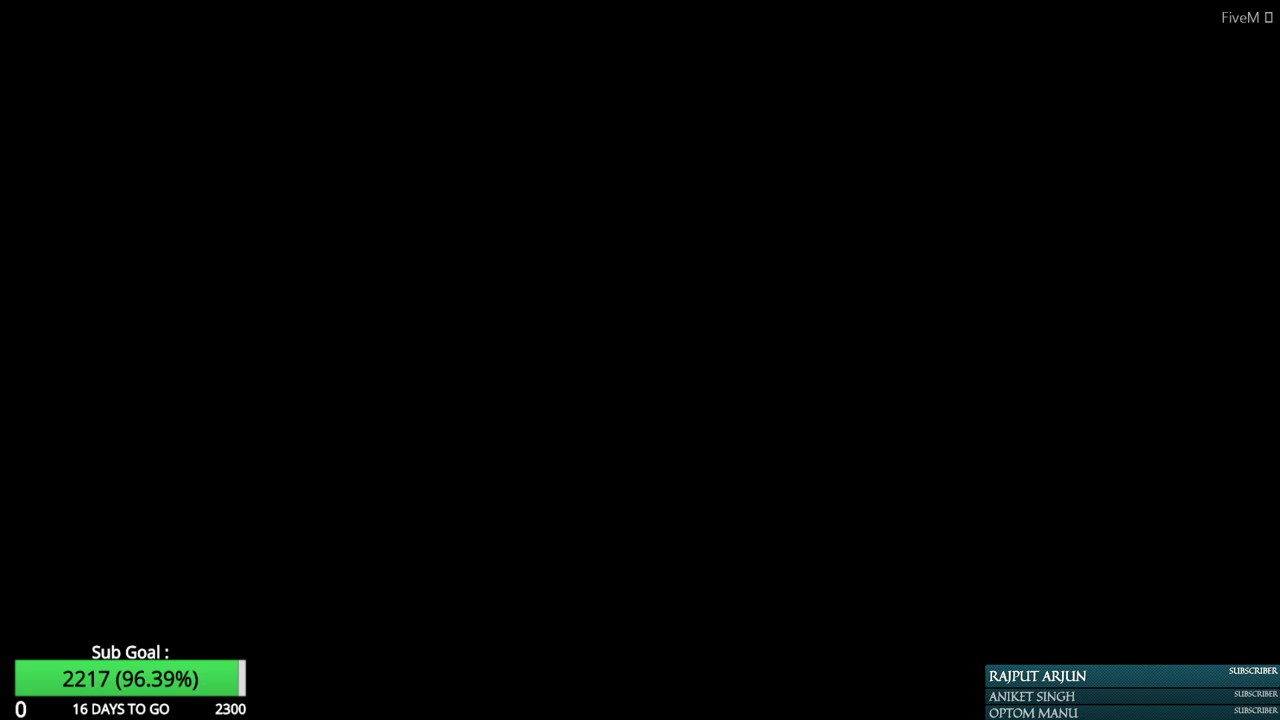 FiveM
Sub Goal :
2217 (96.39%)
0 16 DAYS TO GO 2300
RAJPUT ARJUN SUBSCRIBER
ANIKET SINGH SUBSCRIBER
OPTOM MANU SUBSCRIBER